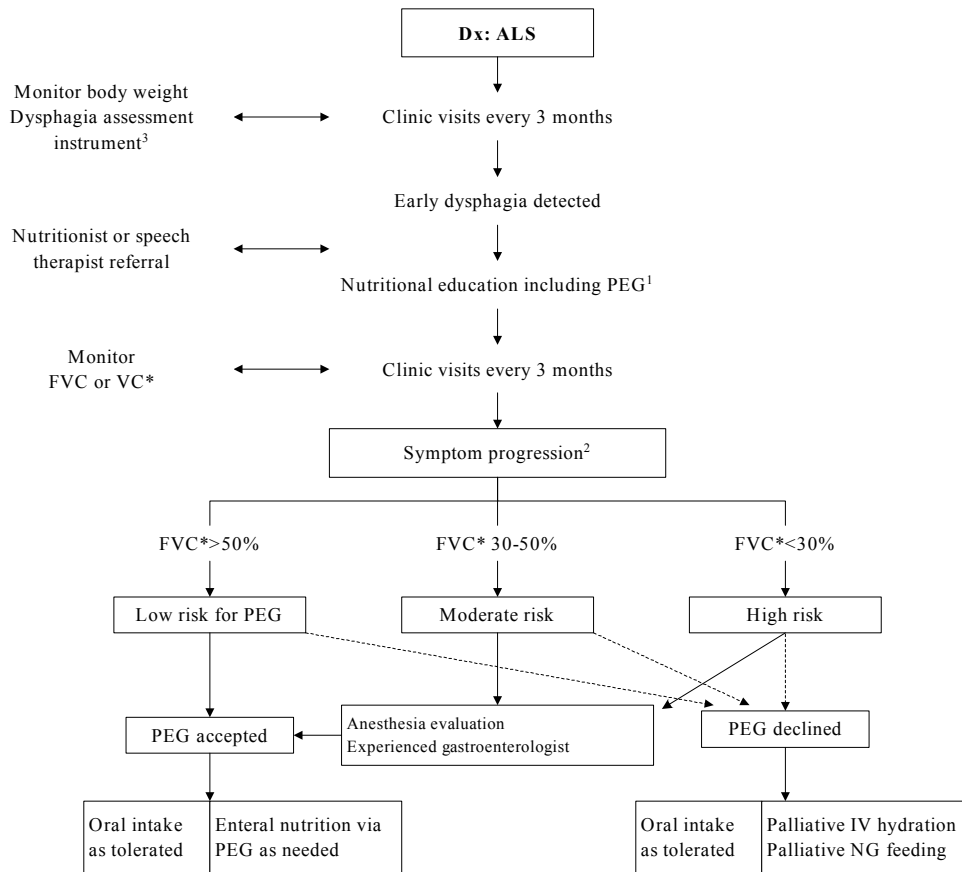 Dx: ALS
Monitor body weight
Dysphagia assessment
instrument³
Clinic visits every 3 months
Early dysphagia detected
Nutritionist or speech
therapist referral
Nutritional education including PEG¹
Monitor
FVC or VC*
Clinic visits every 3 months
Symptom progression²
FVC*>50%
FVC* 30-50%
FVC*<30%
Low risk for PEG
Moderate risk
High risk
PEG accepted
Anesthesia evaluation
Experienced gastroenterologist
PEG declined
Oral intake
as tolerated
Enteral nutrition via
PEG as needed
Oral intake
as tolerated
Palliative IV hydration
Palliative NG feeding